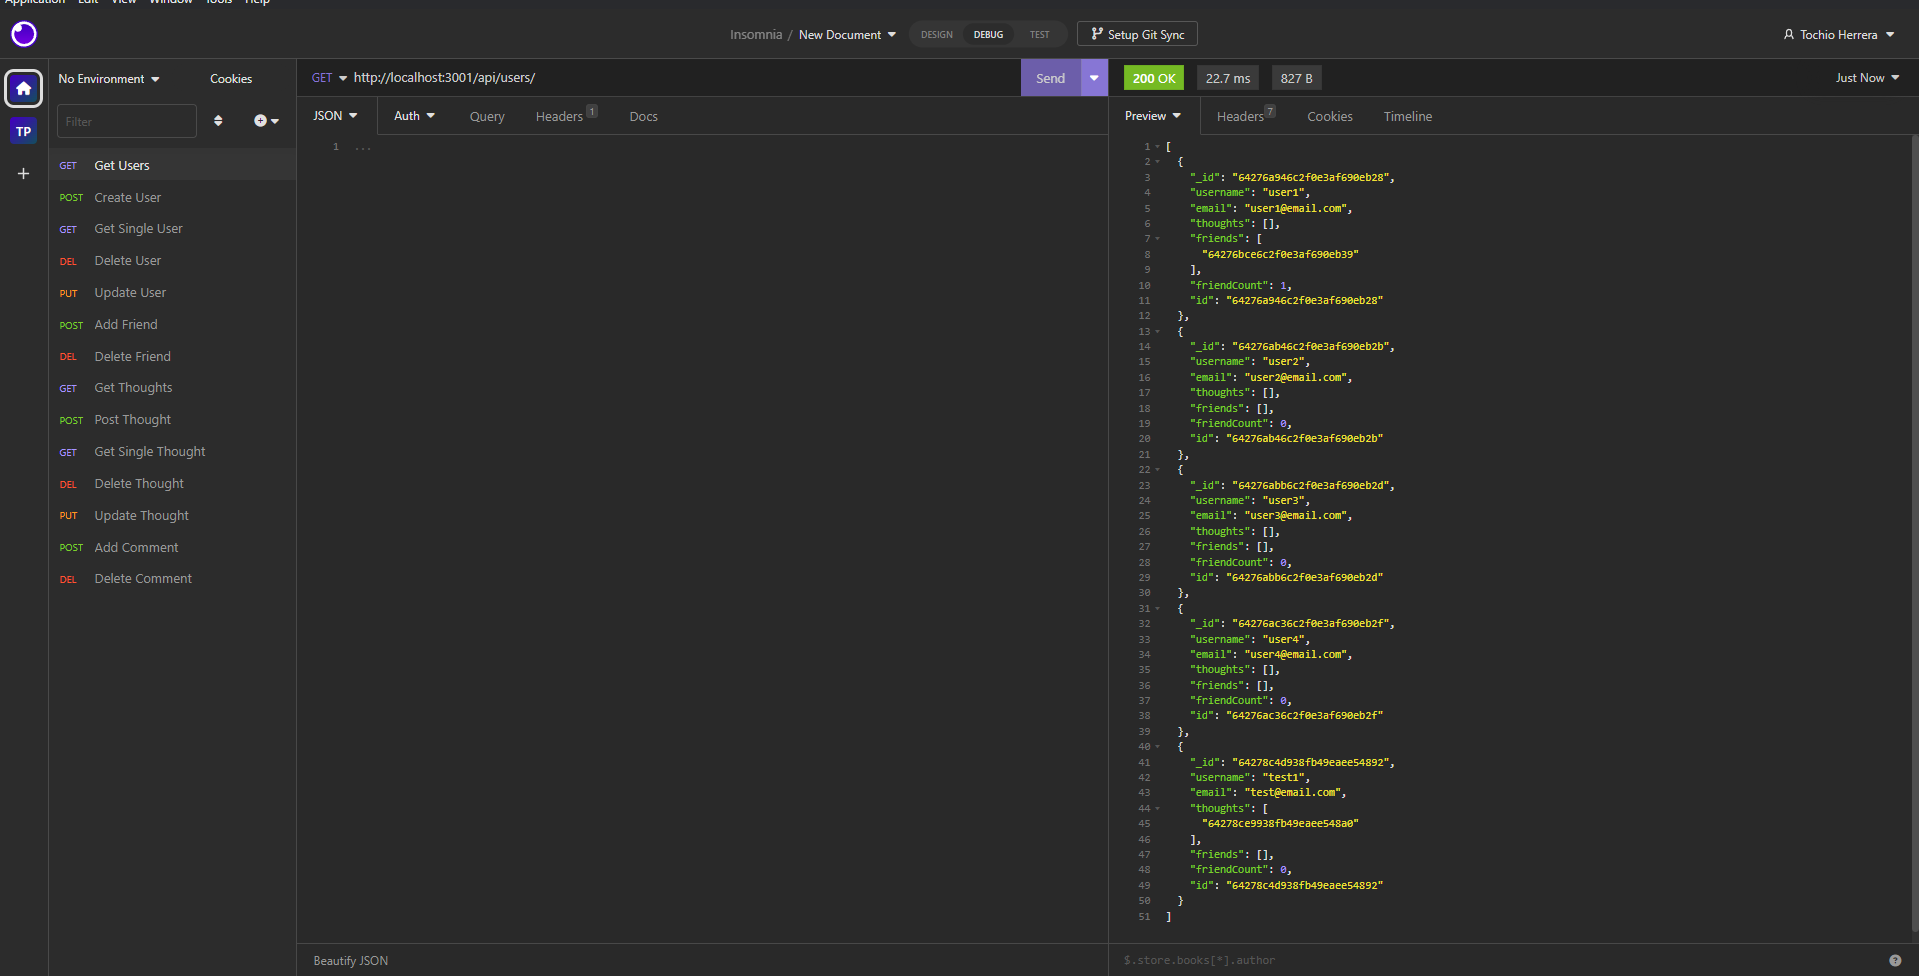 Application Edit View Window Tools Help
Insomnia / New Document DESIGN DEBUG TEST Setup Git Sync Tochio Herrera
No Environment Cookies
Filter
TP
GET Get Users
POST Create User
GET Get Single User
DEL Delete User
PUT Update User
POST Add Friend
DEL Delete Friend
GET Get Thoughts
POST Post Thought
GET Get Single Thought
DEL Delete Thought
PUT Update Thought
POST Add Comment
DEL Delete Comment
GET http://localhost:3001/api/users/ Send
JSON Auth Query Headers 1 Docs
1 ...
Beautify JSON
200 OK 22.7 ms 827 B Just Now
Preview Headers 7 Cookies Timeline
1 [
2 {
3 "_id": "64276a946c2f0e3af690eb28",
4 "username": "user1",
5 "email": "user1@email.com",
6 "thoughts": [],
7 "friends": [
8 "64276bce6c2f0e3af690eb39"
9 ],
10 "friendCount": 1,
11 "id": "64276a946c2f0e3af690eb28"
12 },
13 {
14 "_id": "64276ab46c2f0e3af690eb2b",
15 "username": "user2",
16 "email": "user2@email.com",
17 "thoughts": [],
18 "friends": [],
19 "friendCount": 0,
20 "id": "64276ab46c2f0e3af690eb2b"
21 },
22 {
23 "_id": "64276abb6c2f0e3af690eb2d",
24 "username": "user3",
25 "email": "user3@email.com",
26 "thoughts": [],
27 "friends": [],
28 "friendCount": 0,
29 "id": "64276abb6c2f0e3af690eb2d"
30 },
31 {
32 "_id": "64276ac36c2f0e3af690eb2f",
33 "username": "user4",
34 "email": "user4@email.com",
35 "thoughts": [],
36 "friends": [],
37 "friendCount": 0,
38 "id": "64276ac36c2f0e3af690eb2f"
39 },
40 {
41 "_id": "64278c4d938fb49eaee54892",
42 "username": "test1",
43 "email": "test@email.com",
44 "thoughts": [
45 "64278ce9938fb49eaee548a0"
46 ],
47 "friends": [],
48 "friendCount": 0,
49 "id": "64278c4d938fb49eaee54892"
50 }
51 ]
$.store.books[*].author